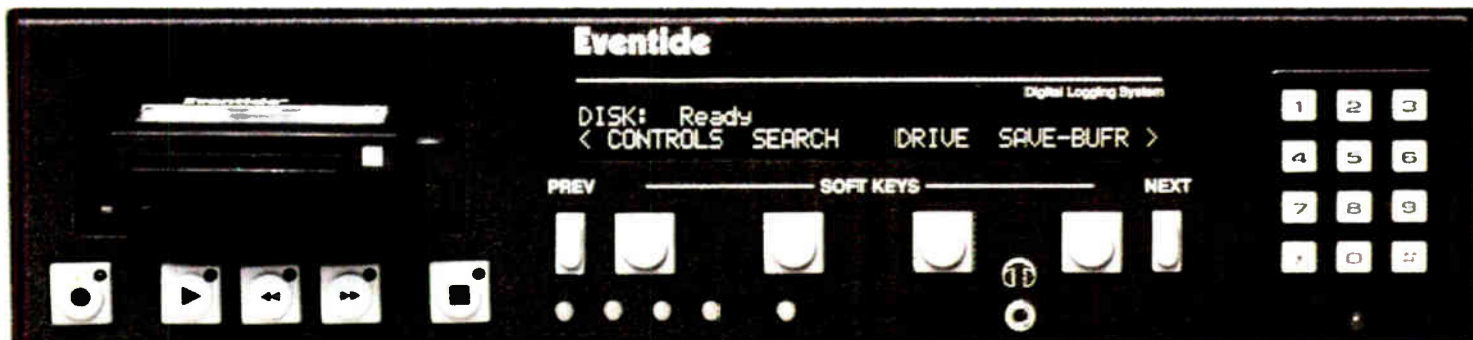 Eventide
Digital Logging System
DISK: Ready
< CONTROLS SEARCH DRIVE SAVE-BUFR >
PREV SOFT KEYS NEXT
1 2 3
4 5 6
7 8 9
0